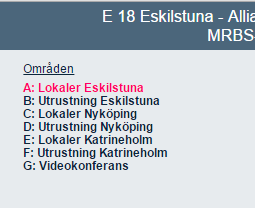 E 18 Eskilstuna - Allia
MRBS-
Områden
A: Lokaler Eskilstuna
B: Utrustning Eskilstuna
C: Lokaler Nyköping
D: Utrustning Nyköping
E: Lokaler Katrineholm
F: Utrustning Katrineholm
G: Videokonferans